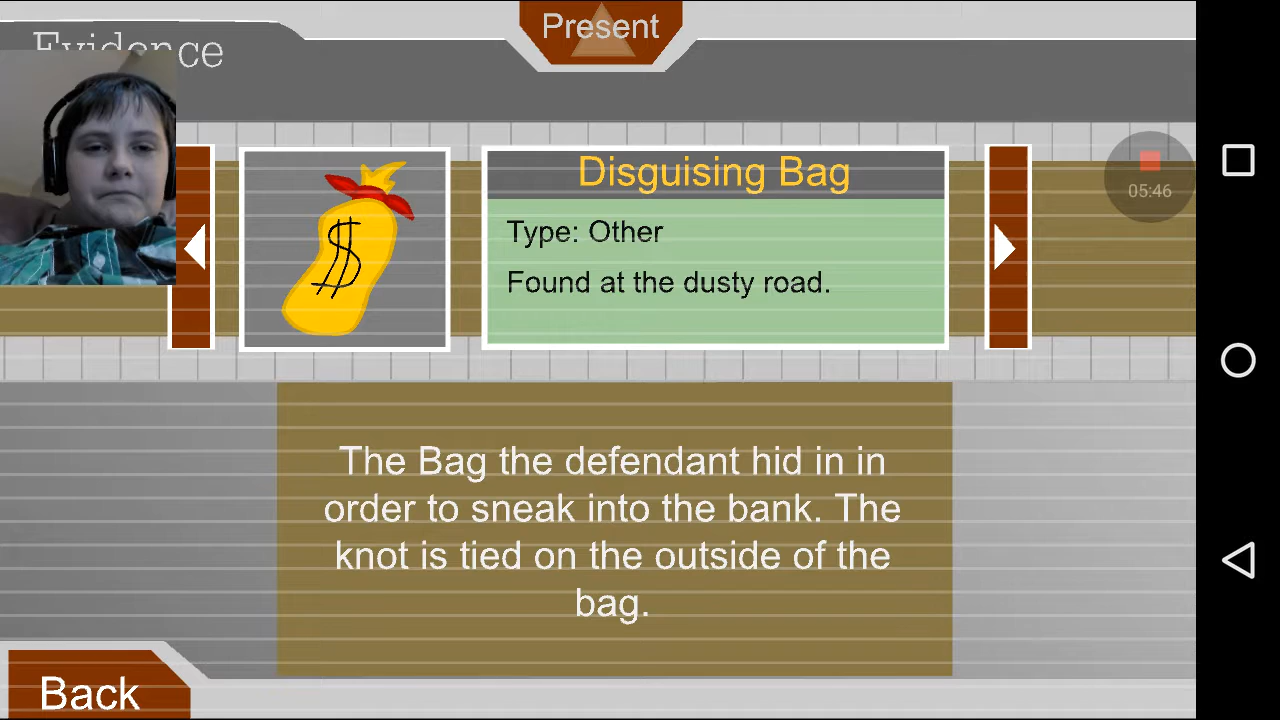 Present
Evidence
Disguising Bag
Type: Other
Found at the dusty road.
$
05:46
The Bag the defendant hid in in
order to sneak into the bank. The
knot is tied on the outside of the
bag.
Back